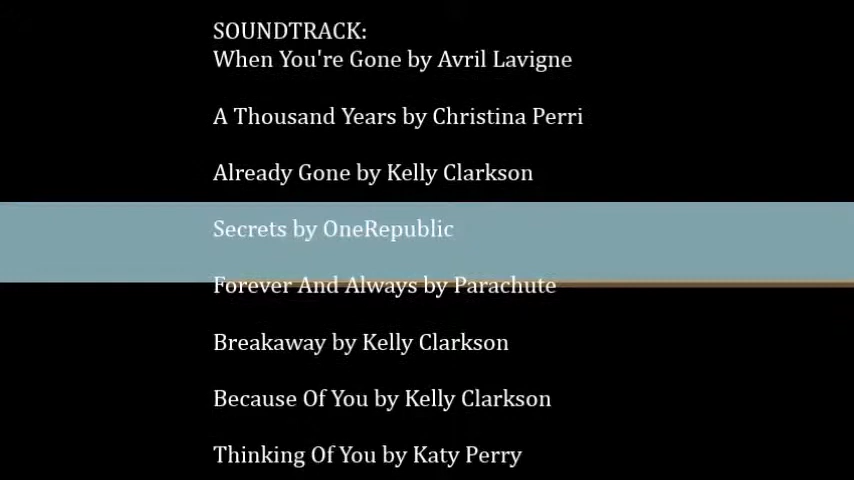 SOUNDTRACK:
When You're Gone by Avril Lavigne
A Thousand Years by Christina Perri
Already Gone by Kelly Clarkson
Secrets by OneRepublic
Forever And Always by Parachute
Breakaway by Kelly Clarkson
Because Of You by Kelly Clarkson
Thinking Of You by Katy Perry